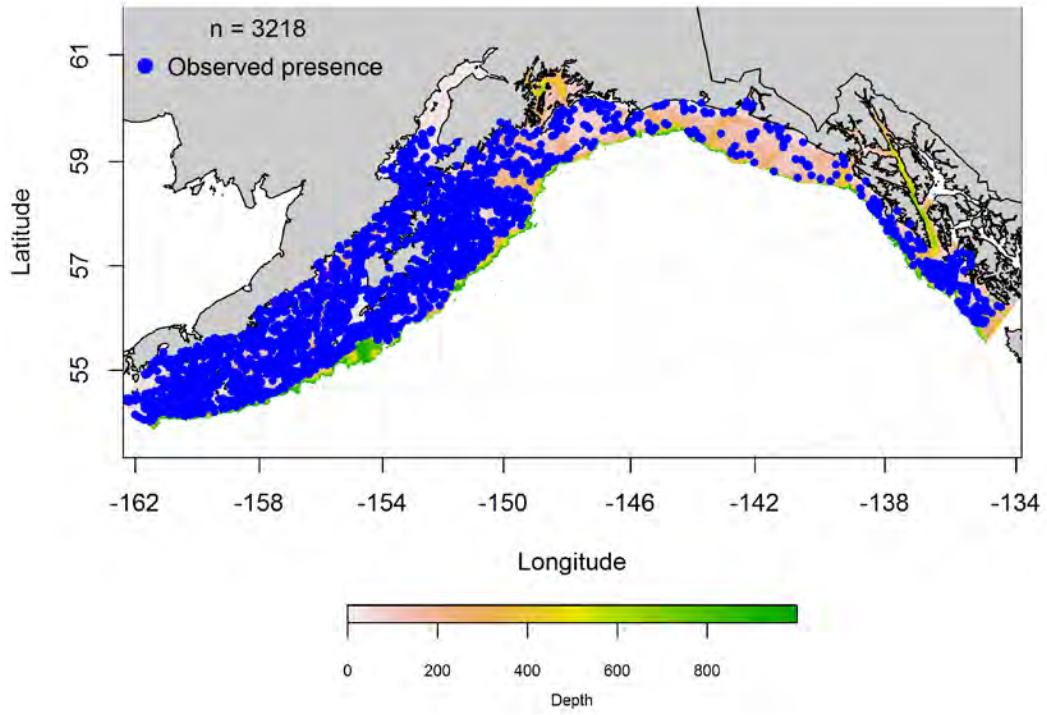 n = 3218
Observed presence
61
59
57
55
Latitude
-162 -158 -154 -150 -146 -142 -138 -134
Longitude
0 200 400 600 800
Depth